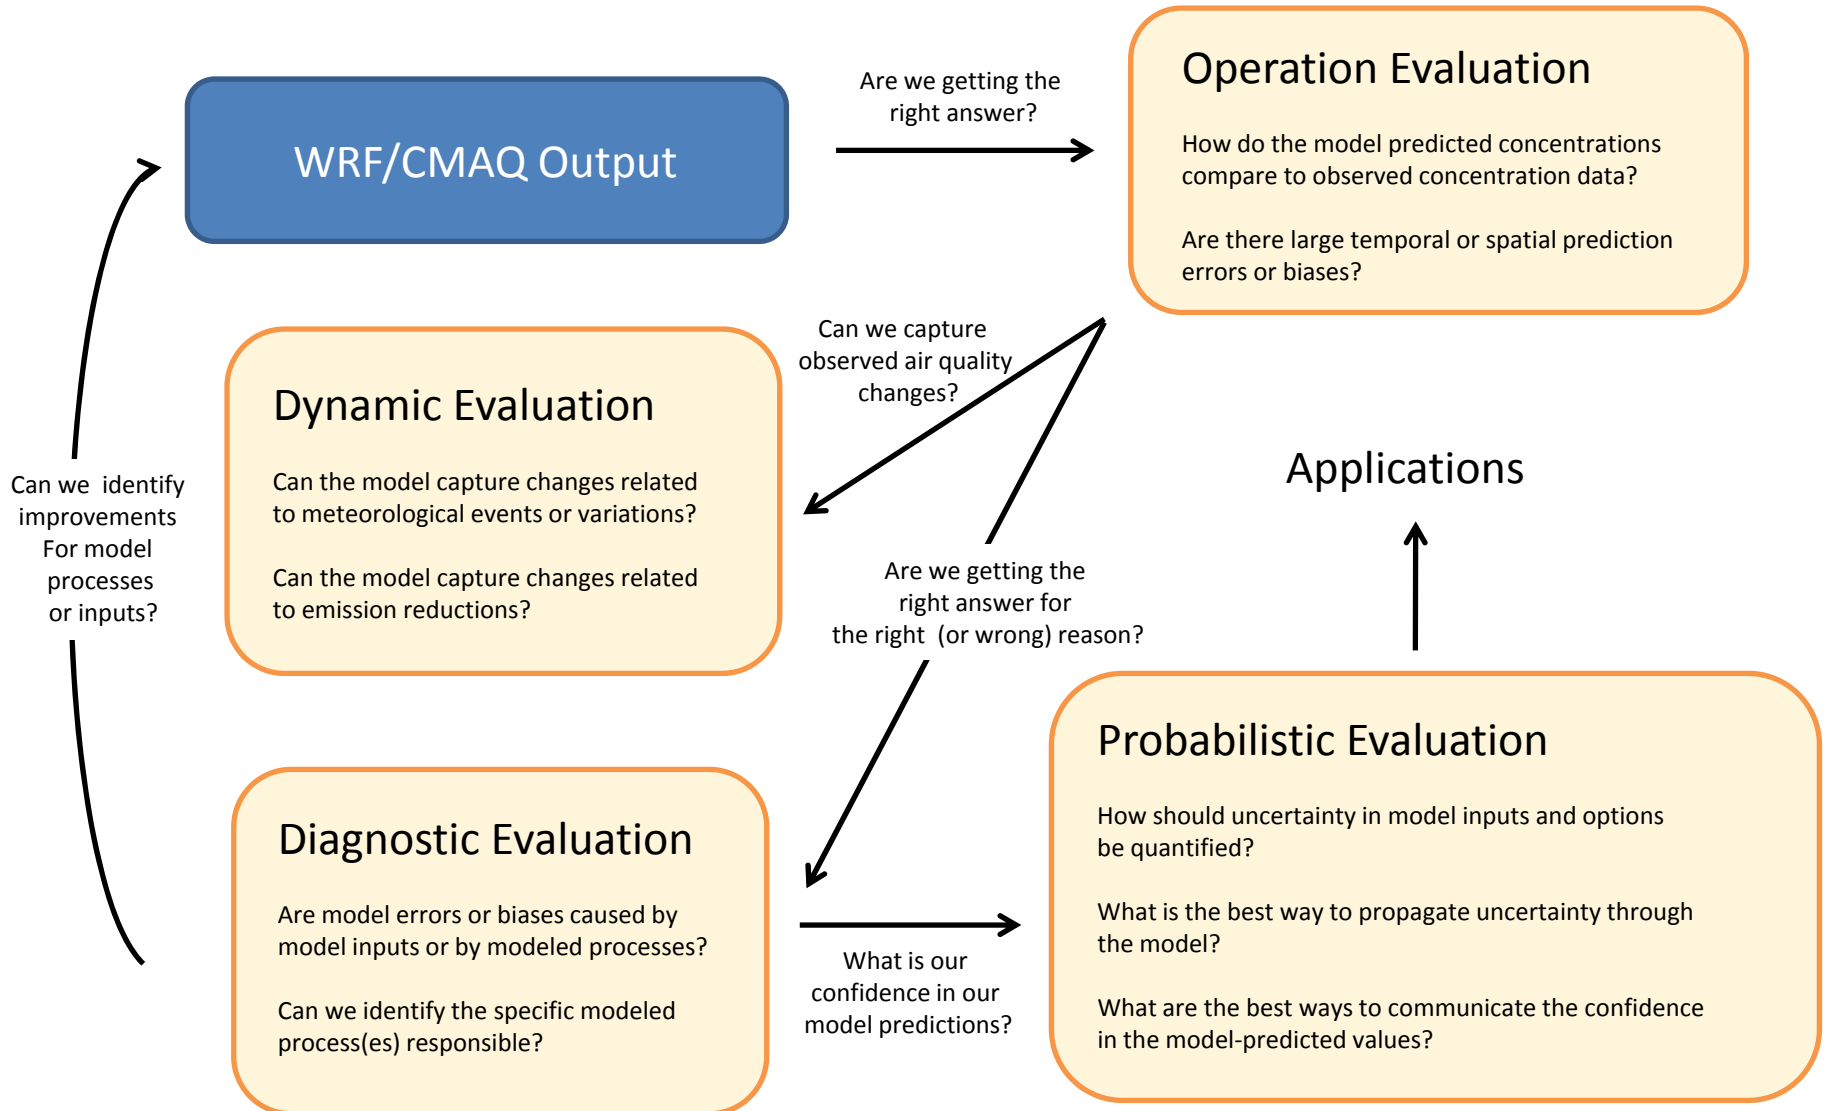 WRF/CMAQ Output
Are we getting the
right answer?
Operation Evaluation
How do the model predicted concentrations
compare to observed concentration data?
Are there large temporal or spatial prediction
errors or biases?
Can we capture
observed air quality
changes?
Dynamic Evaluation
Can the model capture changes related
to meteorological events or variations?
Can the model capture changes related
to emission reductions?
Can we  identify
improvements
For model
processes
or inputs?
Applications
Are we getting the
right answer for
the right  (or wrong) reason?
Diagnostic Evaluation
Are model errors or biases caused by
model inputs or by modeled processes?
Can we identify the specific modeled
process(es) responsible?
What is our
confidence in our
model predictions?
Probabilistic Evaluation
How should uncertainty in model inputs and options
be quantified?
What is the best way to propagate uncertainty through
the model?
What are the best ways to communicate the confidence
in the model-predicted values?